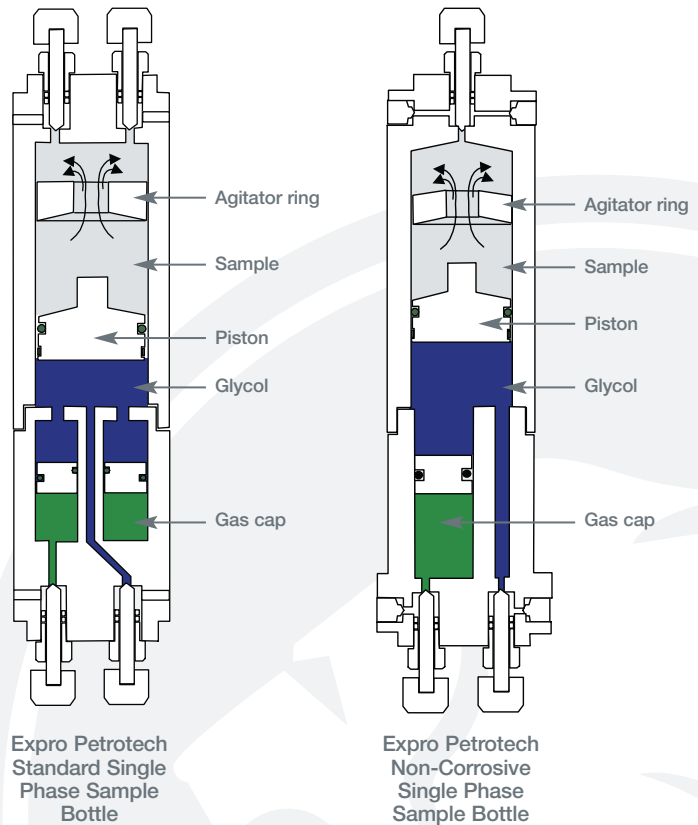 Agitator ring
Sample
Piston
Glycol
Gas cap
Expro Petrotech
Standard Single
Phase Sample
Bottle
Agitator ring
Sample
Piston
Glycol
Gas cap
Expro Petrotech
Non-Corrosive
Single Phase
Sample Bottle